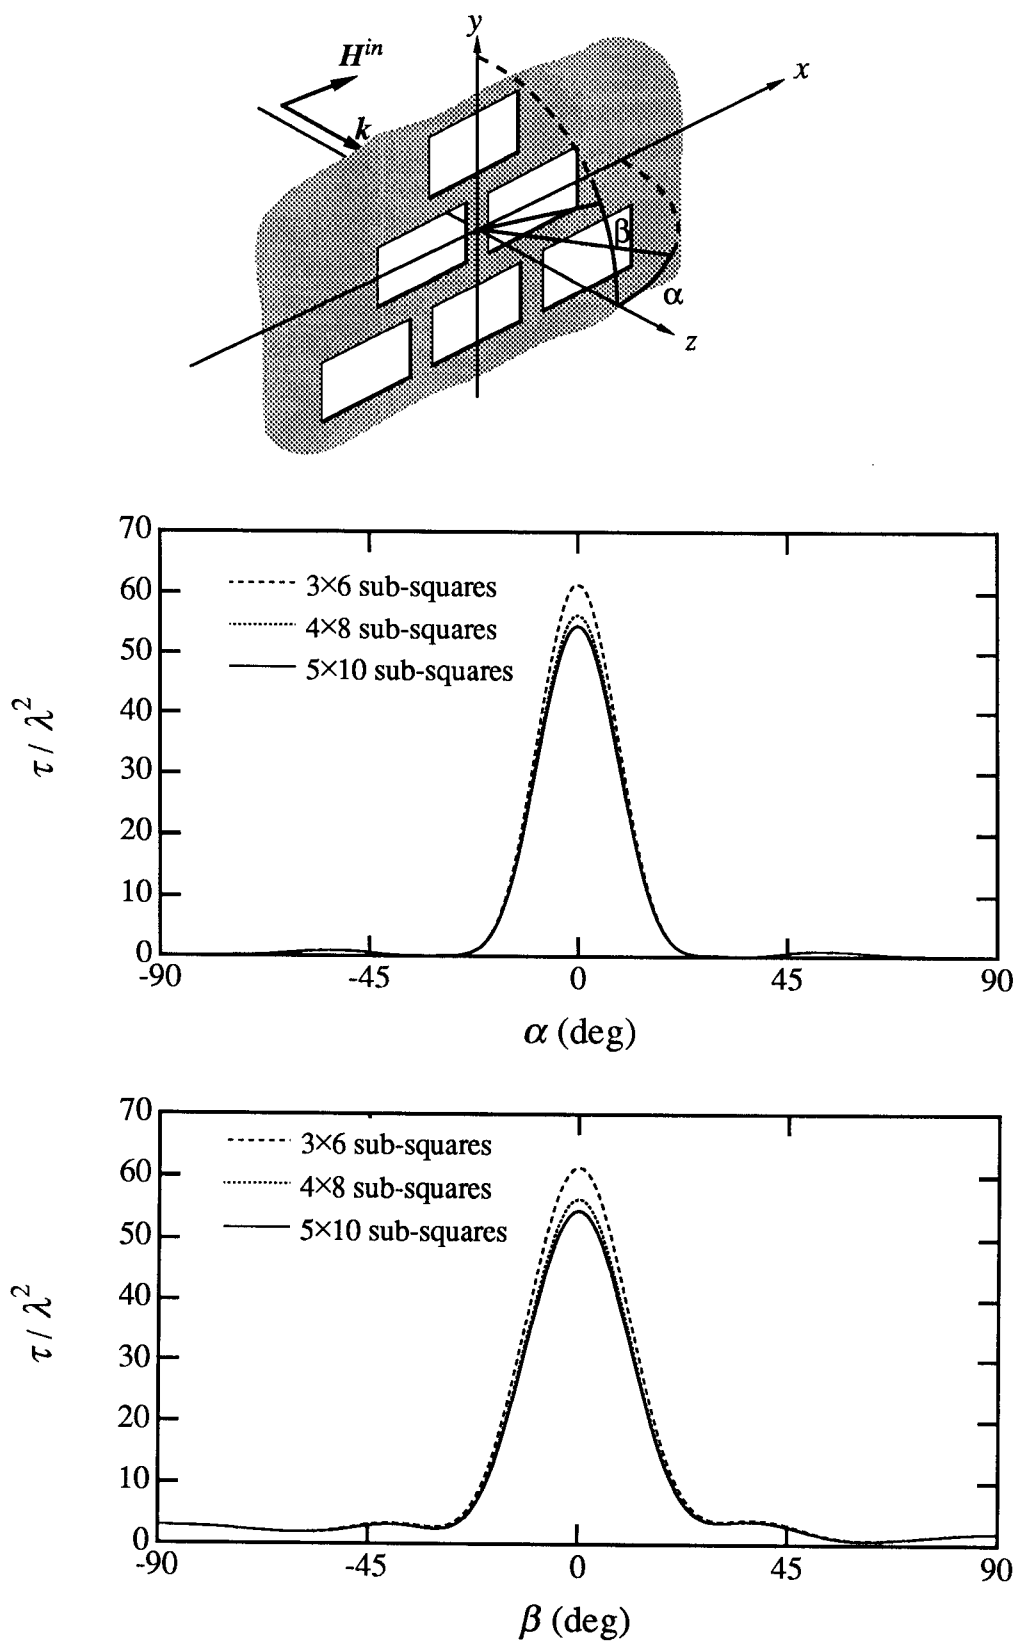 y
H^in
x
k
β
α
z
70
60
50
40
30
20
10
0
3×6 sub-squares
4×8 sub-squares
5×10 sub-squares
τ / λ²
-90 -45 0 45 90
α (deg)
70
60
50
40
30
20
10
0
3×6 sub-squares
4×8 sub-squares
5×10 sub-squares
τ / λ²
-90 -45 0 45 90
β (deg)